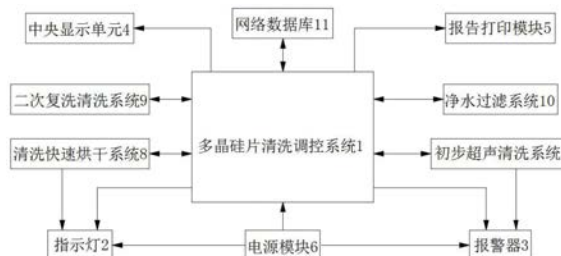 中央显示单元4
网络数据库11
报告打印模块5
二次复洗清洗系统9
净水过滤系统10
多晶硅片清洗调控系统1
清洗快速烘干系统8
初步超声清洗系统
指示灯2
电源模块6
报警器3